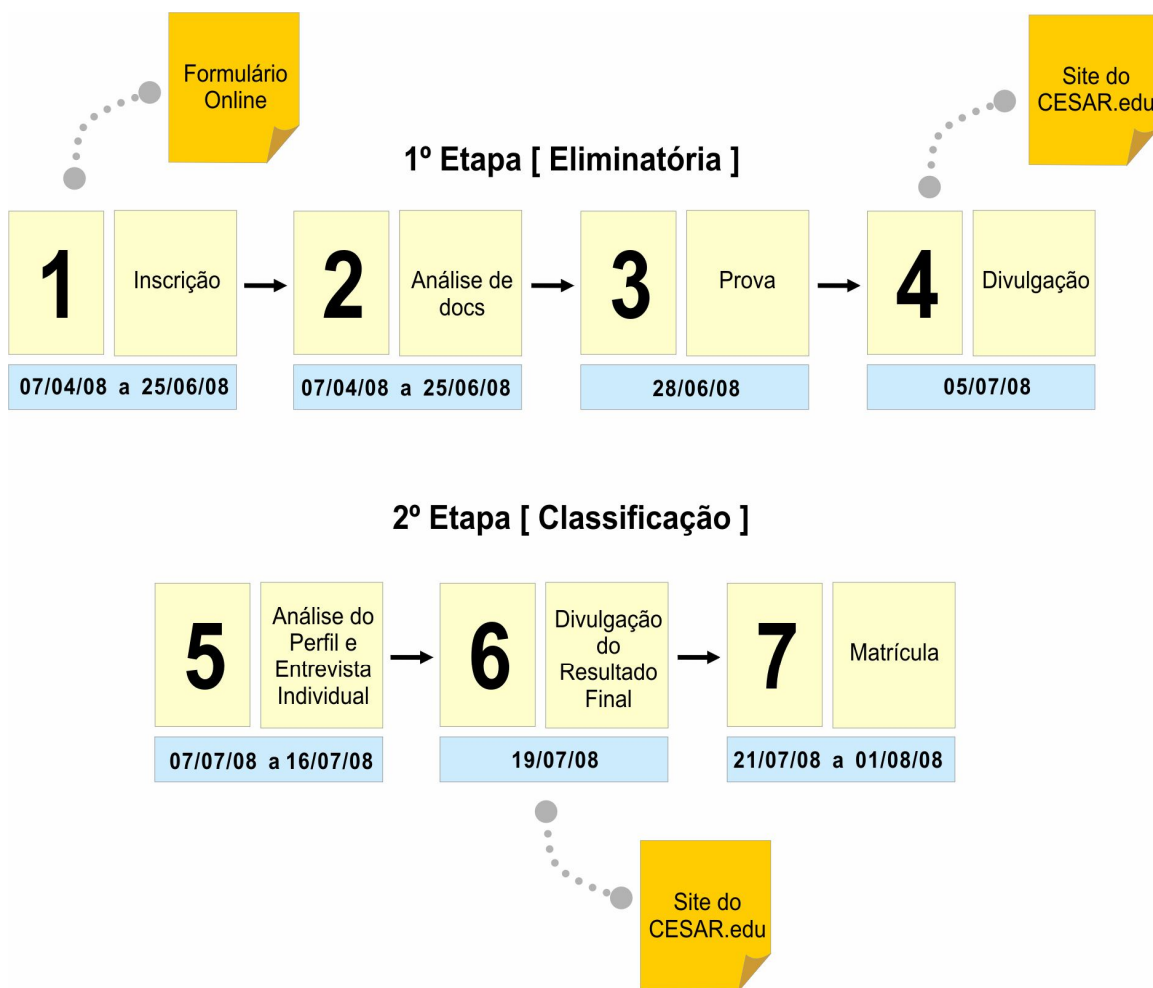 Formulário
Online
Site do
CESAR.edu
1º Etapa [ Eliminatória ]
1
Inscrição
2
Análise de
docs
3
Prova
4
Divulgação
07/04/08 a 25/06/08
07/04/08 a 25/06/08
28/06/08
05/07/08
2º Etapa [ Classificação ]
5
Análise do
Perfil e
Entrevista
Individual
6
Divulgação
do
Resultado
Final
7
Matrícula
07/07/08 a 16/07/08
19/07/08
21/07/08 a 01/08/08
Site do
CESAR.edu